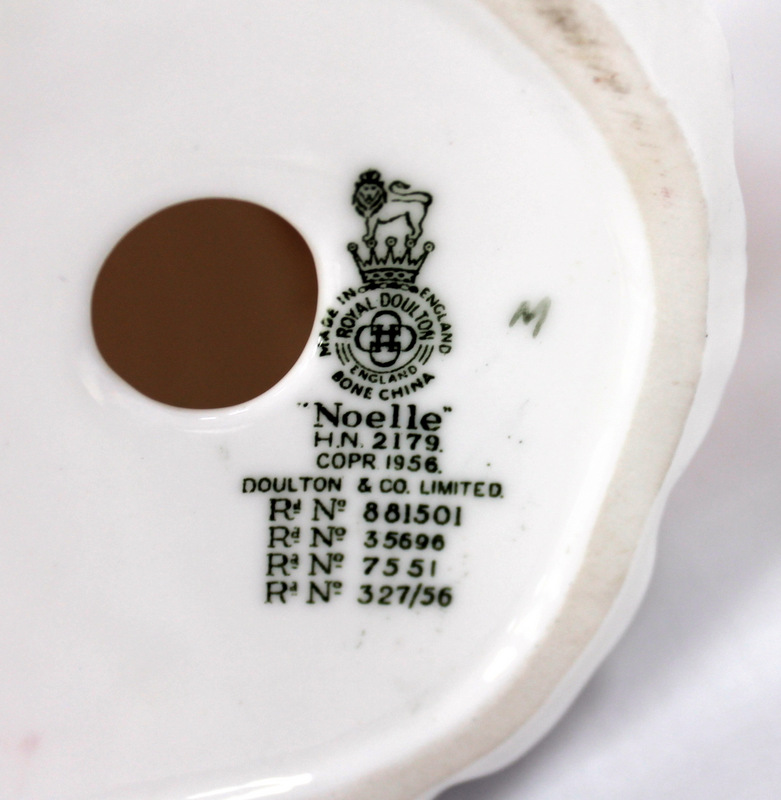 MADE IN ENGLAND
ROYAL DOULTON
ENGLAND
BONE CHINA
M
"Noelle"
H.N. 2179.
COPR 1956.
DOULTON & CO. LIMITED.
Rd No 881501
Rd No 35696
Rd No 7551
Rd No 327/56